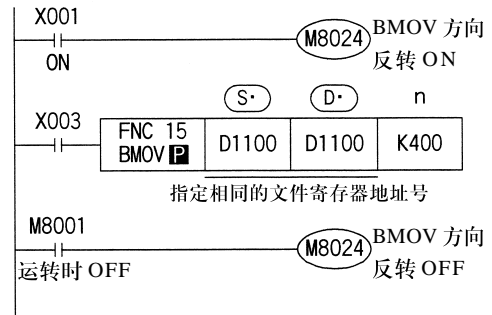 X001
ON
M8024
BMOV 方向
反转 ON
S·
D·
n
X003
FNC 15
BMOV P
D1100
D1100
K400
指定相同的文件寄存器地址号
M8001
运转时 OFF
M8024
BMOV 方向
反转 OFF